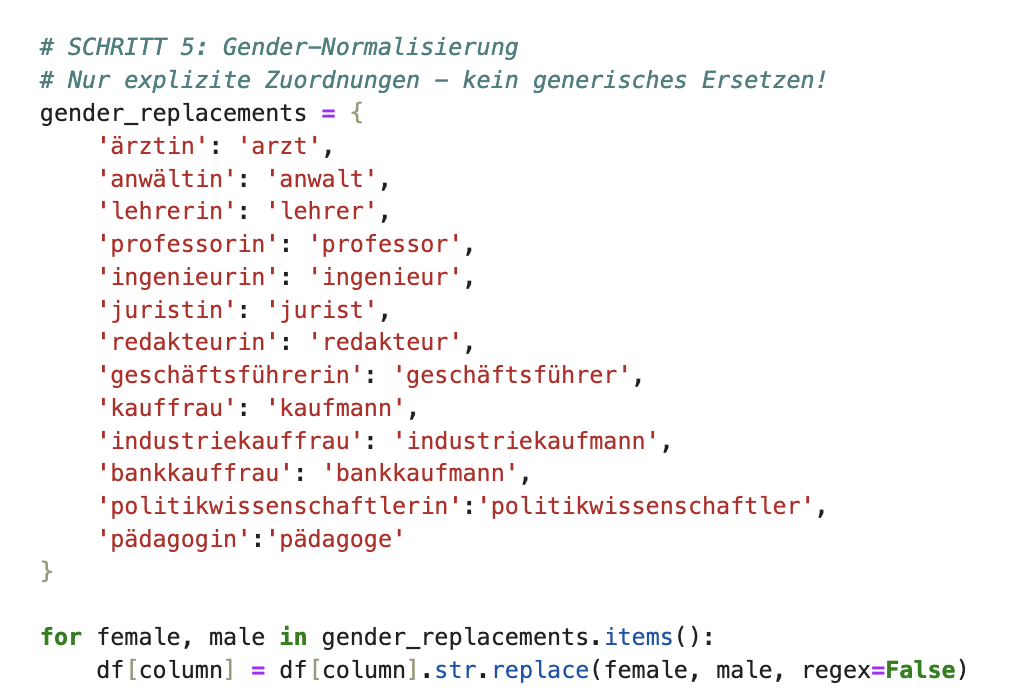 # SCHRITT 5: Gender-Normalisierung
# Nur explizite Zuordnungen - kein generisches Ersetzen!
gender_replacements = {
    'ärztin': 'arzt',
    'anwältin': 'anwalt',
    'lehrerin': 'lehrer',
    'professorin': 'professor',
    'ingenieurin': 'ingenieur',
    'juristin': 'jurist',
    'redakteurin': 'redakteur',
    'geschäftsführerin': 'geschäftsführer',
    'kauffrau': 'kaufmann',
    'industriekauffrau': 'industriekaufmann',
    'bankkauffrau': 'bankkaufmann',
    'politikwissenschaftlerin':'politikwissenschaftler',
    'pädagogin':'pädagoge'
}
for female, male in gender_replacements.items():
    df[column] = df[column].str.replace(female, male, regex=False)